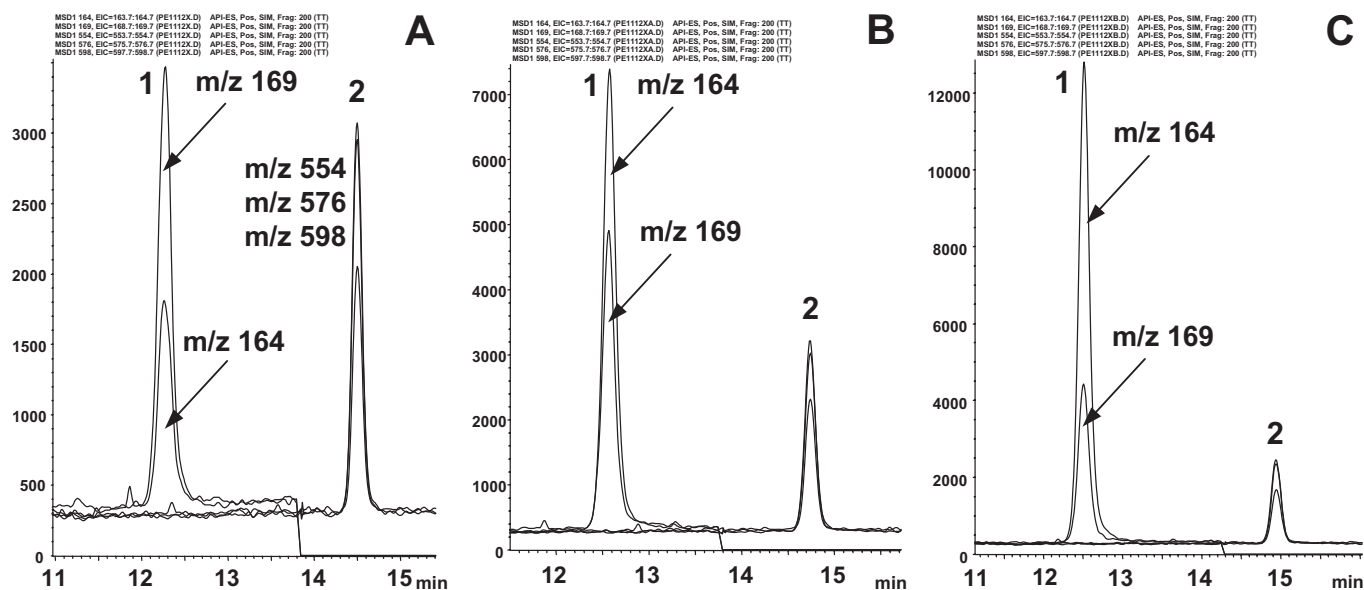 MSD1 164, EIC=163.7:164.7 (PE1112X.D) API-ES, Pos, SIM, Frag: 200 (TT)
MSD1 169, EIC=168.7:169.7 (PE1112X.D) API-ES, Pos, SIM, Frag: 200 (TT)
MSD1 554, EIC=553.7:554.7 (PE1112X.D) API-ES, Pos, SIM, Frag: 200 (TT)
MSD1 576, EIC=575.7:576.7 (PE1112X.D) API-ES, Pos, SIM, Frag: 200 (TT)
MSD1 598, EIC=597.7:598.7 (PE1112X.D) API-ES, Pos, SIM, Frag: 200 (TT)
A
1
m/z 169
2
m/z 554
m/z 576
m/z 598
m/z 164
3000
2500
2000
1500
1000
500
0
11 12 13 14 15 min
MSD1 164, EIC=163.7:164.7 (PE1112XA.D) API-ES, Pos, SIM, Frag: 200 (TT)
MSD1 169, EIC=168.7:169.7 (PE1112XA.D) API-ES, Pos, SIM, Frag: 200 (TT)
MSD1 554, EIC=553.7:554.7 (PE1112XA.D) API-ES, Pos, SIM, Frag: 200 (TT)
MSD1 576, EIC=575.7:576.7 (PE1112XA.D) API-ES, Pos, SIM, Frag: 200 (TT)
MSD1 598, EIC=597.7:598.7 (PE1112XA.D) API-ES, Pos, SIM, Frag: 200 (TT)
B
1
m/z 164
m/z 169
2
7000
6000
5000
4000
3000
2000
1000
0
12 13 14 15 min
MSD1 164, EIC=163.7:164.7 (PE1112XB.D) API-ES, Pos, SIM, Frag: 200 (TT)
MSD1 169, EIC=168.7:169.7 (PE1112XB.D) API-ES, Pos, SIM, Frag: 200 (TT)
MSD1 554, EIC=553.7:554.7 (PE1112XB.D) API-ES, Pos, SIM, Frag: 200 (TT)
MSD1 576, EIC=575.7:576.7 (PE1112XB.D) API-ES, Pos, SIM, Frag: 200 (TT)
MSD1 598, EIC=597.7:598.7 (PE1112XB.D) API-ES, Pos, SIM, Frag: 200 (TT)
C
1
m/z 164
m/z 169
2
12000
10000
8000
6000
4000
2000
0
11 12 13 14 15 min